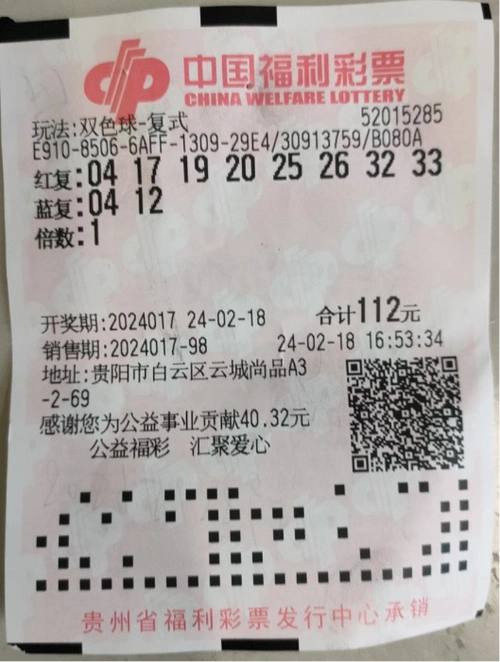 中国福利彩票
CHINA WELFARE LOTTERY
玩法:双色球-复式 52015285
E910-8506-6AFF-1309-29E4/30913759/B080A
红复:04 17 19 20 25 26 32 33
蓝复:04 12
倍数:1
开奖期:2024017 24-02-18 合计112元
销售期:2024017-98 24-02-18 16:53:34
地址:贵阳市白云区云城尚品A3
-2-69
感谢您为公益事业贡献40.32元
公益福彩 汇聚爱心
贵州省福利彩票发行中心承销